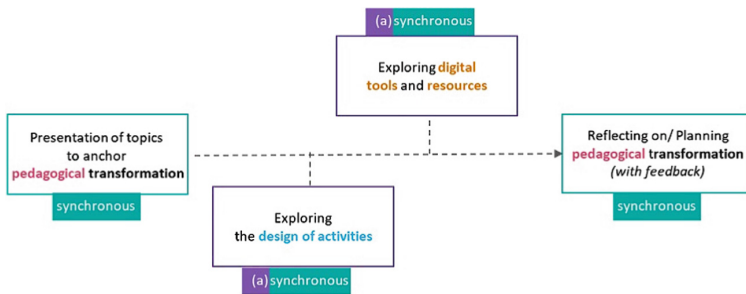 (a) synchronous
Exploring digital
tools and resources
Presentation of topics
to anchor
pedagogical transformation
synchronous
Reflecting on/ Planning
pedagogical transformation
(with feedback)
synchronous
Exploring
the design of activities
(a) synchronous